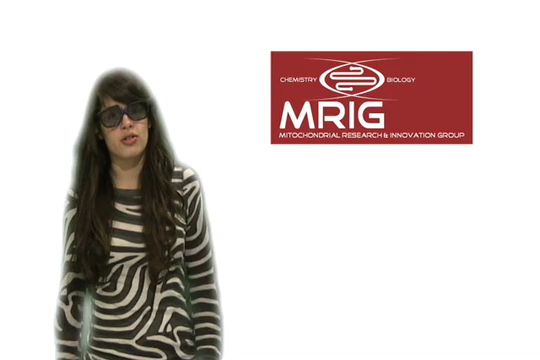 CHEMISTRY BIOLOGY
MRIG
MITOCHONDRIAL RESEARCH & INNOVATION GROUP